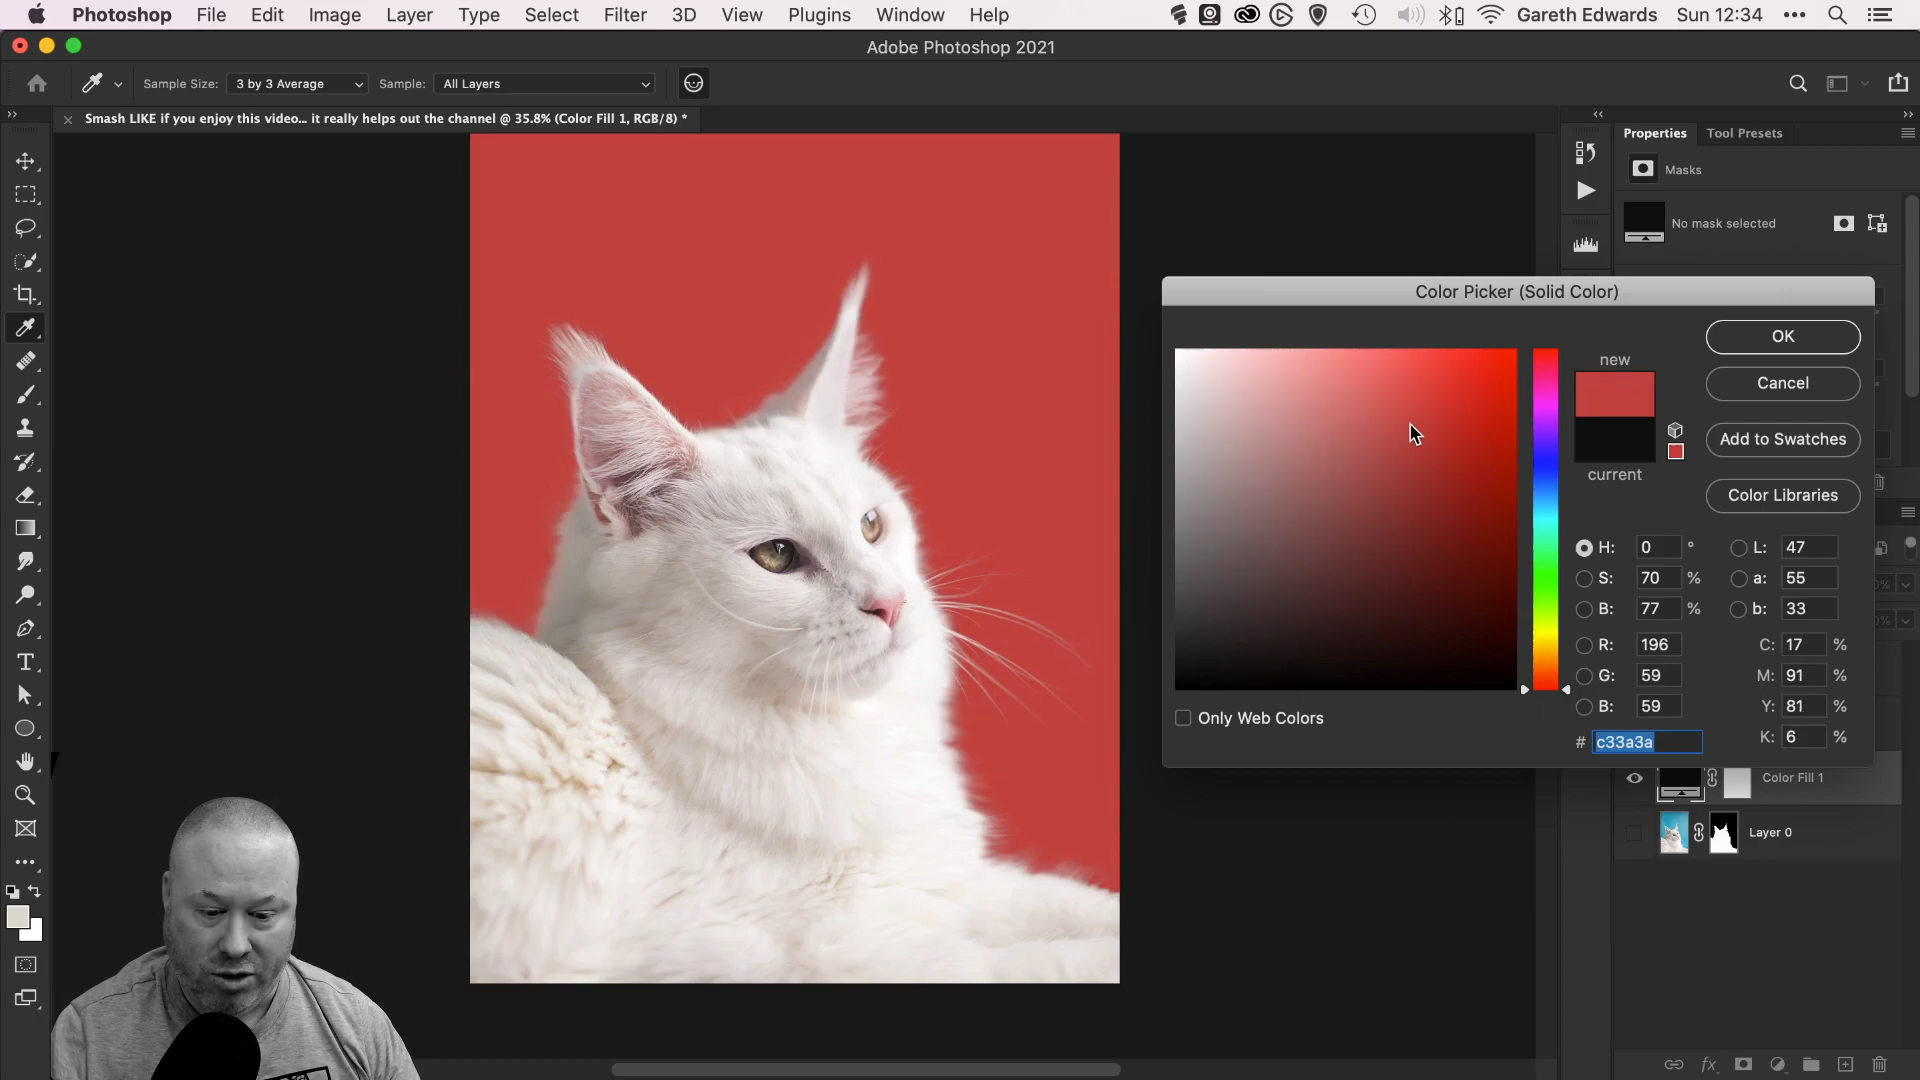 Photoshop File Edit Image Layer Type Select Filter 3D View Plugins Window Help Gareth Edwards Sun 12:34
Adobe Photoshop 2021
Sample Size: 3 by 3 Average Sample: All Layers
Smash LIKE if you enjoy this video... it really helps out the channel @ 35.8% (Color Fill 1, RGB/8) *
Properties Tool Presets
Masks
No mask selected
Color Picker (Solid Color)
new
current
OK
Cancel
Add to Swatches
Color Libraries
H: 0 °
S: 70 %
B: 77 %
R: 196
G: 59
B: 59
# c33a3a
L: 47
a: 55
b: 33
C: 17 %
M: 91 %
Y: 81 %
K: 6 %
Only Web Colors
Color Fill 1
Layer 0